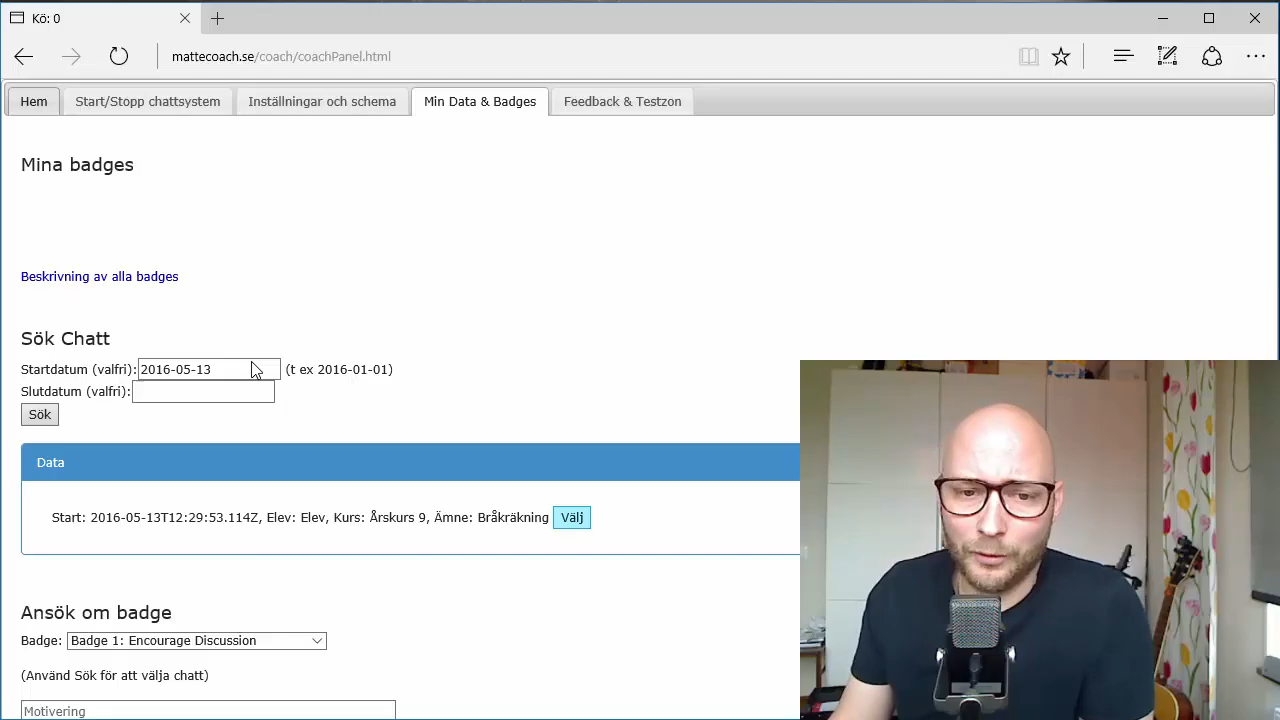 Kö: 0
mattecoach.se/coach/coachPanel.html
Hem Start/Stopp chattsystem Inställningar och schema Min Data & Badges Feedback & Testzon
Mina badges
Beskrivning av alla badges
Sök Chatt
Startdatum (valfri): 2016-05-13 (t ex 2016-01-01)
Slutdatum (valfri):
Sök
Data
Start: 2016-05-13T12:29:53.114Z, Elev: Elev, Kurs: Årskurs 9, Ämne: Bråkräkning Välj
Ansök om badge
Badge: Badge 1: Encourage Discussion
(Använd Sök för att välja chatt)
Motivering